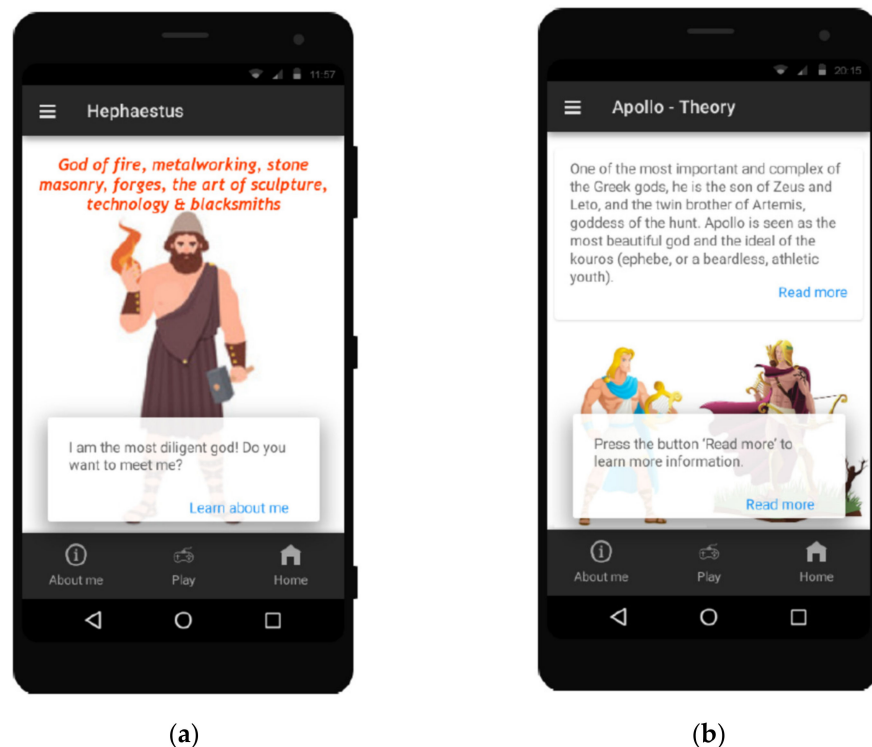 11:57
Hephaestus
God of fire, metalworking, stone
masonry, forges, the art of sculpture,
technology & blacksmiths
I am the most diligent god! Do you
want to meet me?
Learn about me
About me
Play
Home
(a)
20:15
Apollo - Theory
One of the most important and complex of
the Greek gods, he is the son of Zeus and
Leto, and the twin brother of Artemis,
goddess of the hunt. Apollo is seen as the
most beautiful god and the ideal of the
kouros (ephebe, or a beardless, athletic
youth).
Read more
Press the button ‘Read more’ to
learn more information.
Read more
About me
Play
Home
(b)